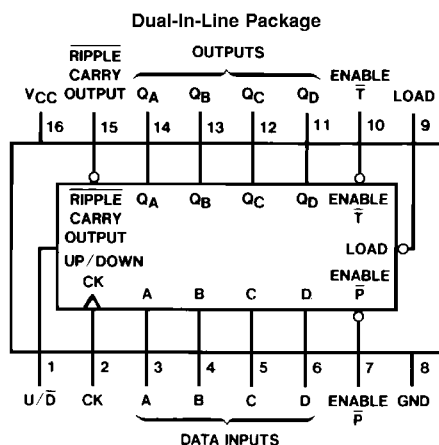 Dual-In-Line Package
RIPPLE
CARRY
OUTPUT
OUTPUTS
ENABLE
T̅
VCC
QA
QB
QC
QD
LOAD
16
15
14
13
12
11
10
9
RIPPLE
CARRY
OUTPUT
QA
QB
QC
QD
ENABLE
T̅
LOAD
UP/DOWN
CK
A
B
C
D
ENABLE
P̅
1
2
3
4
5
6
7
8
U/D̅
CK
A
B
C
D
ENABLE
P̅
GND
DATA INPUTS